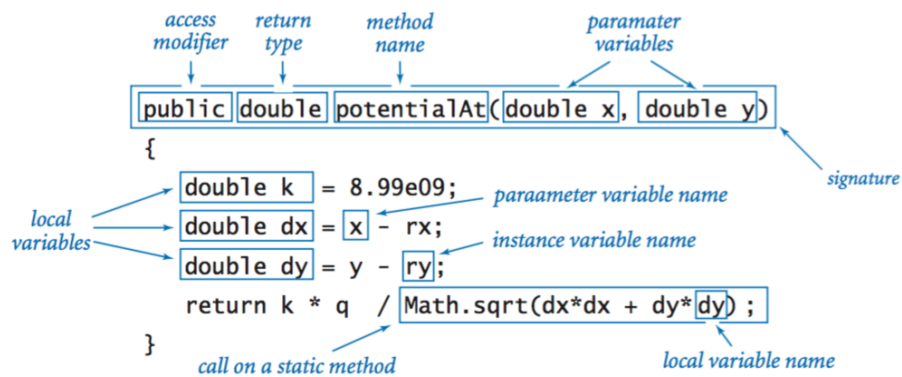 access modifier
return type
method name
paramater variables
public double potentialAt(double x, double y)
signature
{
double k = 8.99e09;
paraameter variable name
local variables
double dx = x - rx;
instance variable name
double dy = y - ry;
return k * q / Math.sqrt(dx*dx + dy*dy) ;
}
call on a static method
local variable name